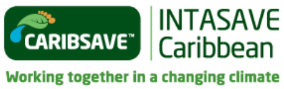 CARIBSAVE™
INTASAVE
Caribbean
Working together in a changing climate